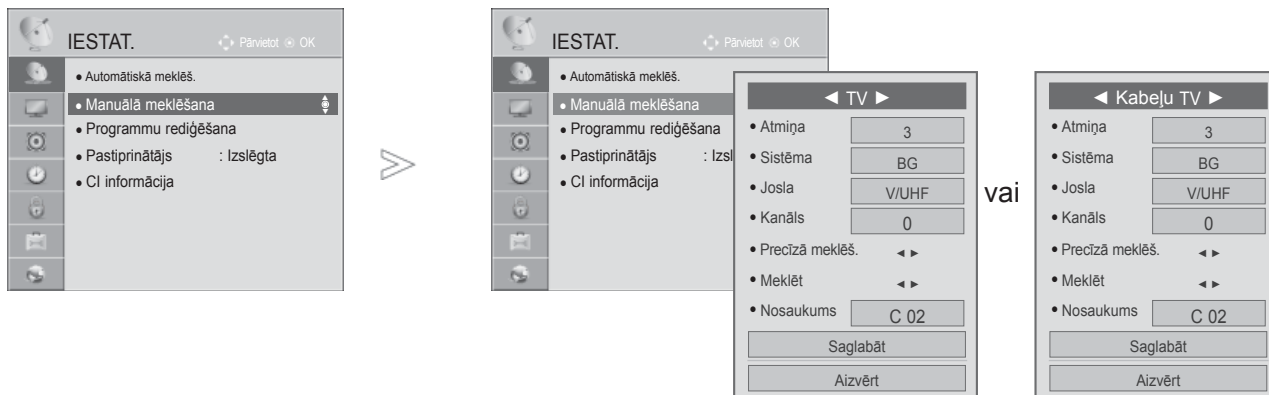 IESTAT. Pārvietot OK
• Automātiskā meklēš.
• Manuālā meklēšana
• Programmu rediģēšana
• Pastiprinātājs : Izslēgta
• CI informācija
IESTAT. Pārvietot OK
• Automātiskā meklēš.
• Manuālā meklēšana
• Programmu rediģēšana
• Pastiprinātājs : Izsl
• CI informācija
◄ TV ►
• Atmiņa 3
• Sistēma BG
• Josla V/UHF
• Kanāls 0
• Precīzā meklēš. ◄ ►
• Meklēt ◄ ►
• Nosaukums C 02
Saglabāt
Aizvērt
vai
◄ Kabeļu TV ►
• Atmiņa 3
• Sistēma BG
• Josla V/UHF
• Kanāls 0
• Precīzā meklēš. ◄ ►
• Meklēt ◄ ►
• Nosaukums C 02
Saglabāt
Aizvērt